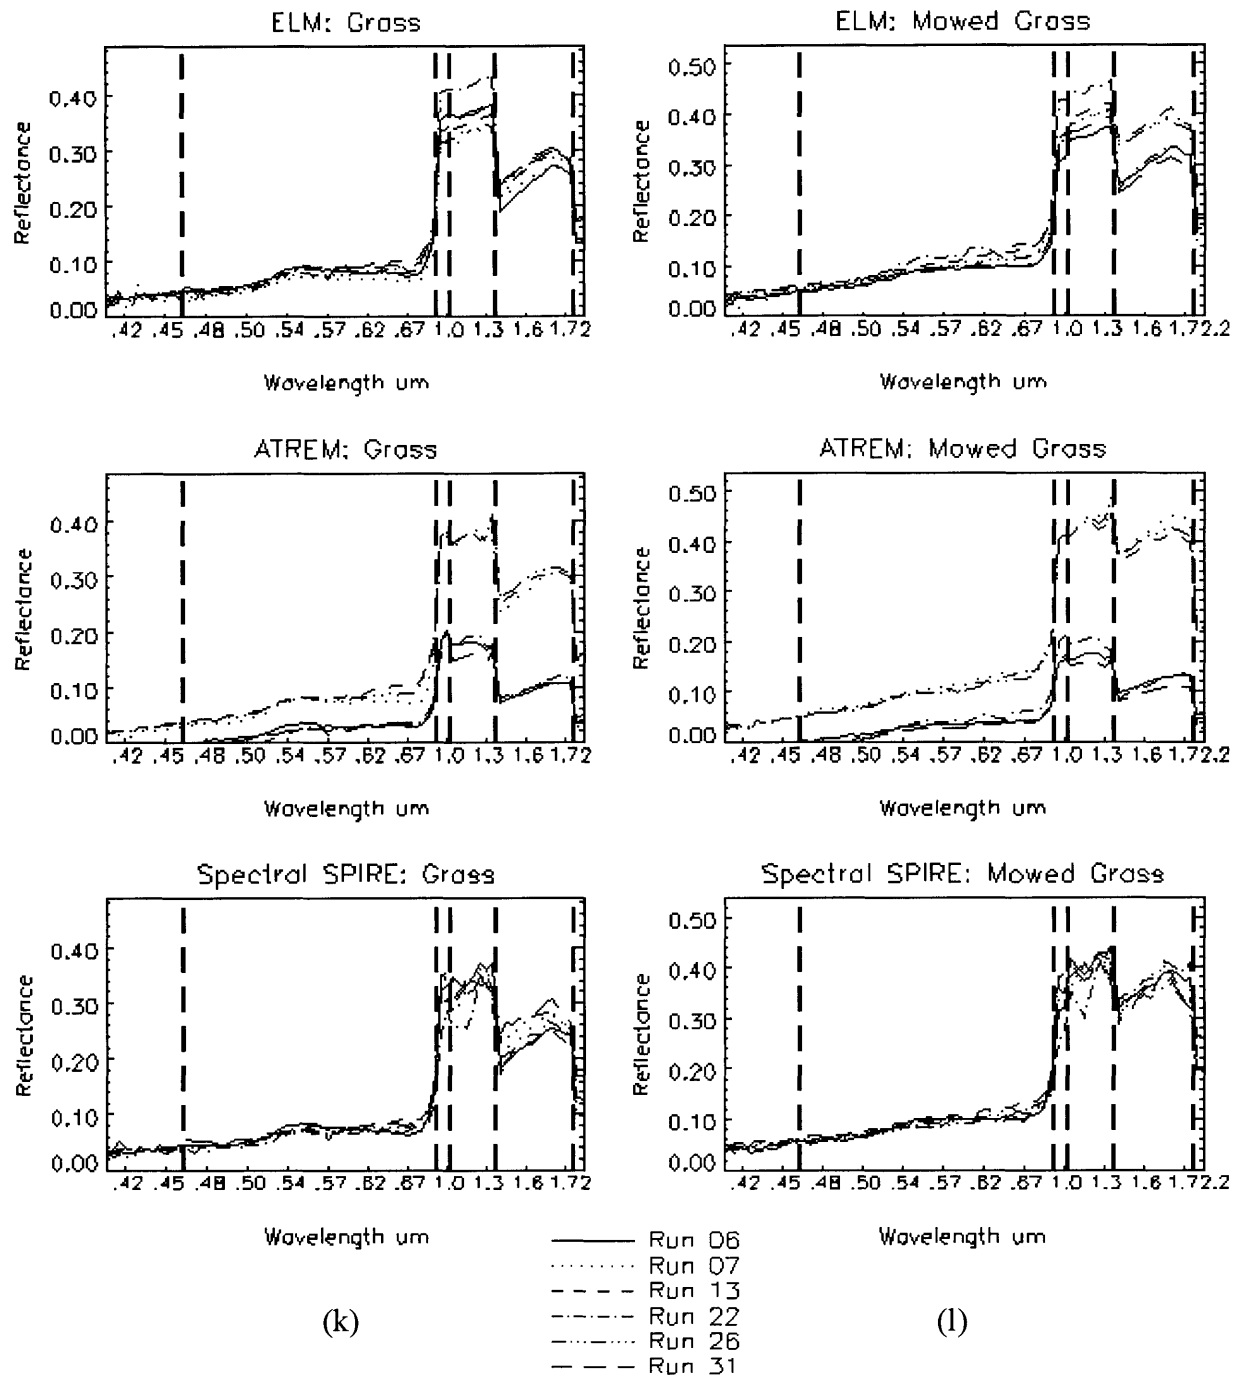 ELM: Grass
ELM: Mowed Grass
Reflectance
0.40
0.30
0.20
0.10
0.00
.42 .45 .48 .50 .54 .57 .62 .67 1.0 1.3 1.6 1.72
Wavelength um
Reflectance
0.50
0.40
0.30
0.20
0.10
0.00
.42 .45 .48 .50 .54 .57 .62 .67 1.0 1.3 1.6 1.72.2
Wavelength um
ATREM: Grass
ATREM: Mowed Grass
Reflectance
0.40
0.30
0.20
0.10
0.00
.42 .45 .48 .50 .54 .57 .62 .67 1.0 1.3 1.6 1.72
Wavelength um
Reflectance
0.50
0.40
0.30
0.20
0.10
0.00
.42 .45 .48 .50 .54 .57 .62 .67 1.0 1.3 1.6 1.72.2
Wavelength um
Spectral SPIRE: Grass
Spectral SPIRE: Mowed Grass
Reflectance
0.40
0.30
0.20
0.10
0.00
.42 .45 .48 .50 .54 .57 .62 .67 1.0 1.3 1.6 1.72
Wavelength um
Reflectance
0.50
0.40
0.30
0.20
0.10
0.00
.42 .45 .48 .50 .54 .57 .62 .67 1.0 1.3 1.6 1.72.2
Wavelength um
Run 06
Run 07
Run 13
Run 22
Run 26
Run 31
(k)
(l)